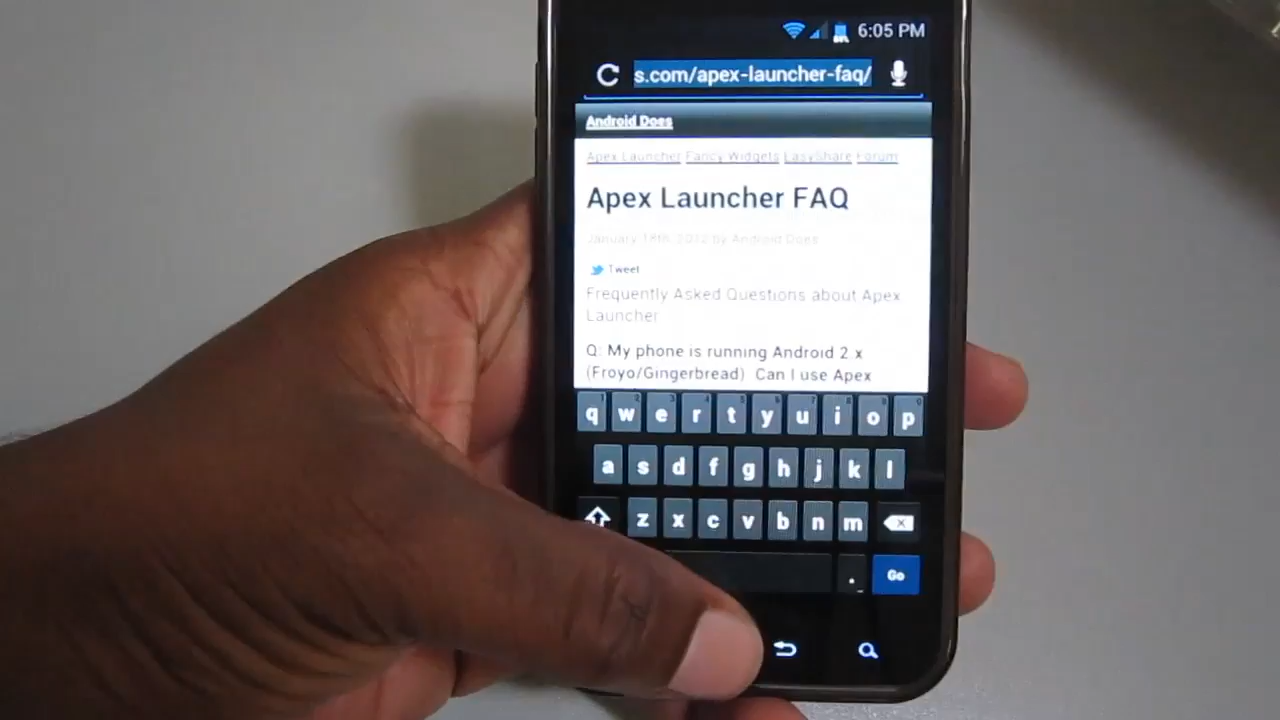 6:05 PM
s.com/apex-launcher-faq/
Android Does
Apex Launcher Fancy Widgets EasyShare Forum
Apex Launcher FAQ
January 18th, 2012 by Android Does
Tweet
Frequently Asked Questions about Apex
Launcher
Q: My phone is running Android 2.x
(Froyo/Gingerbread) Can I use Apex
q w e r t y u i o p
a s d f g h j k l
z x c v b n m
. Go